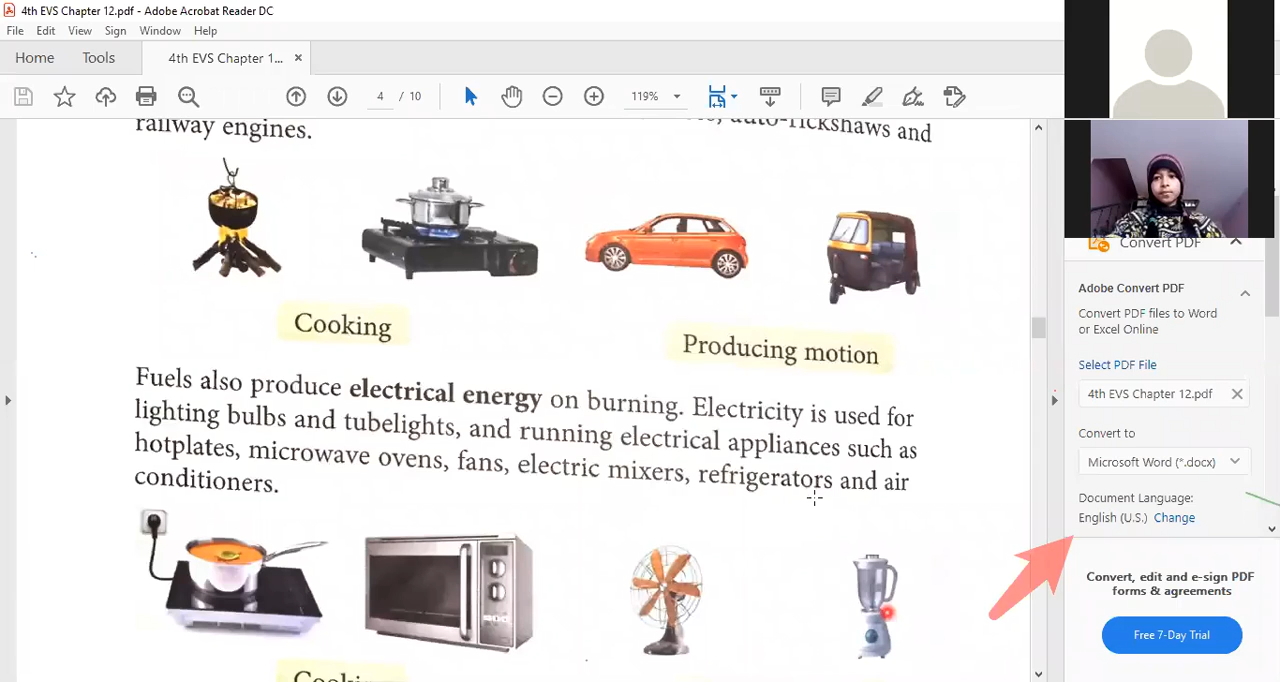 4th EVS Chapter 12.pdf - Adobe Acrobat Reader DC
File Edit View Sign Window Help
Home Tools 4th EVS Chapter 1... ×
4 / 10 119%
railway engines. auto-rickshaws and
Cooking
Producing motion
Fuels also produce electrical energy on burning. Electricity is used for
lighting bulbs and tubelights, and running electrical appliances such as
hotplates, microwave ovens, fans, electric mixers, refrigerators and air
conditioners.
Cooking
Convert PDF
Adobe Convert PDF
Convert PDF files to Word
or Excel Online
Select PDF File
4th EVS Chapter 12.pdf
Convert to
Microsoft Word (*.docx)
Document Language:
English (U.S.) Change
Convert, edit and e-sign PDF
forms & agreements
Free 7-Day Trial